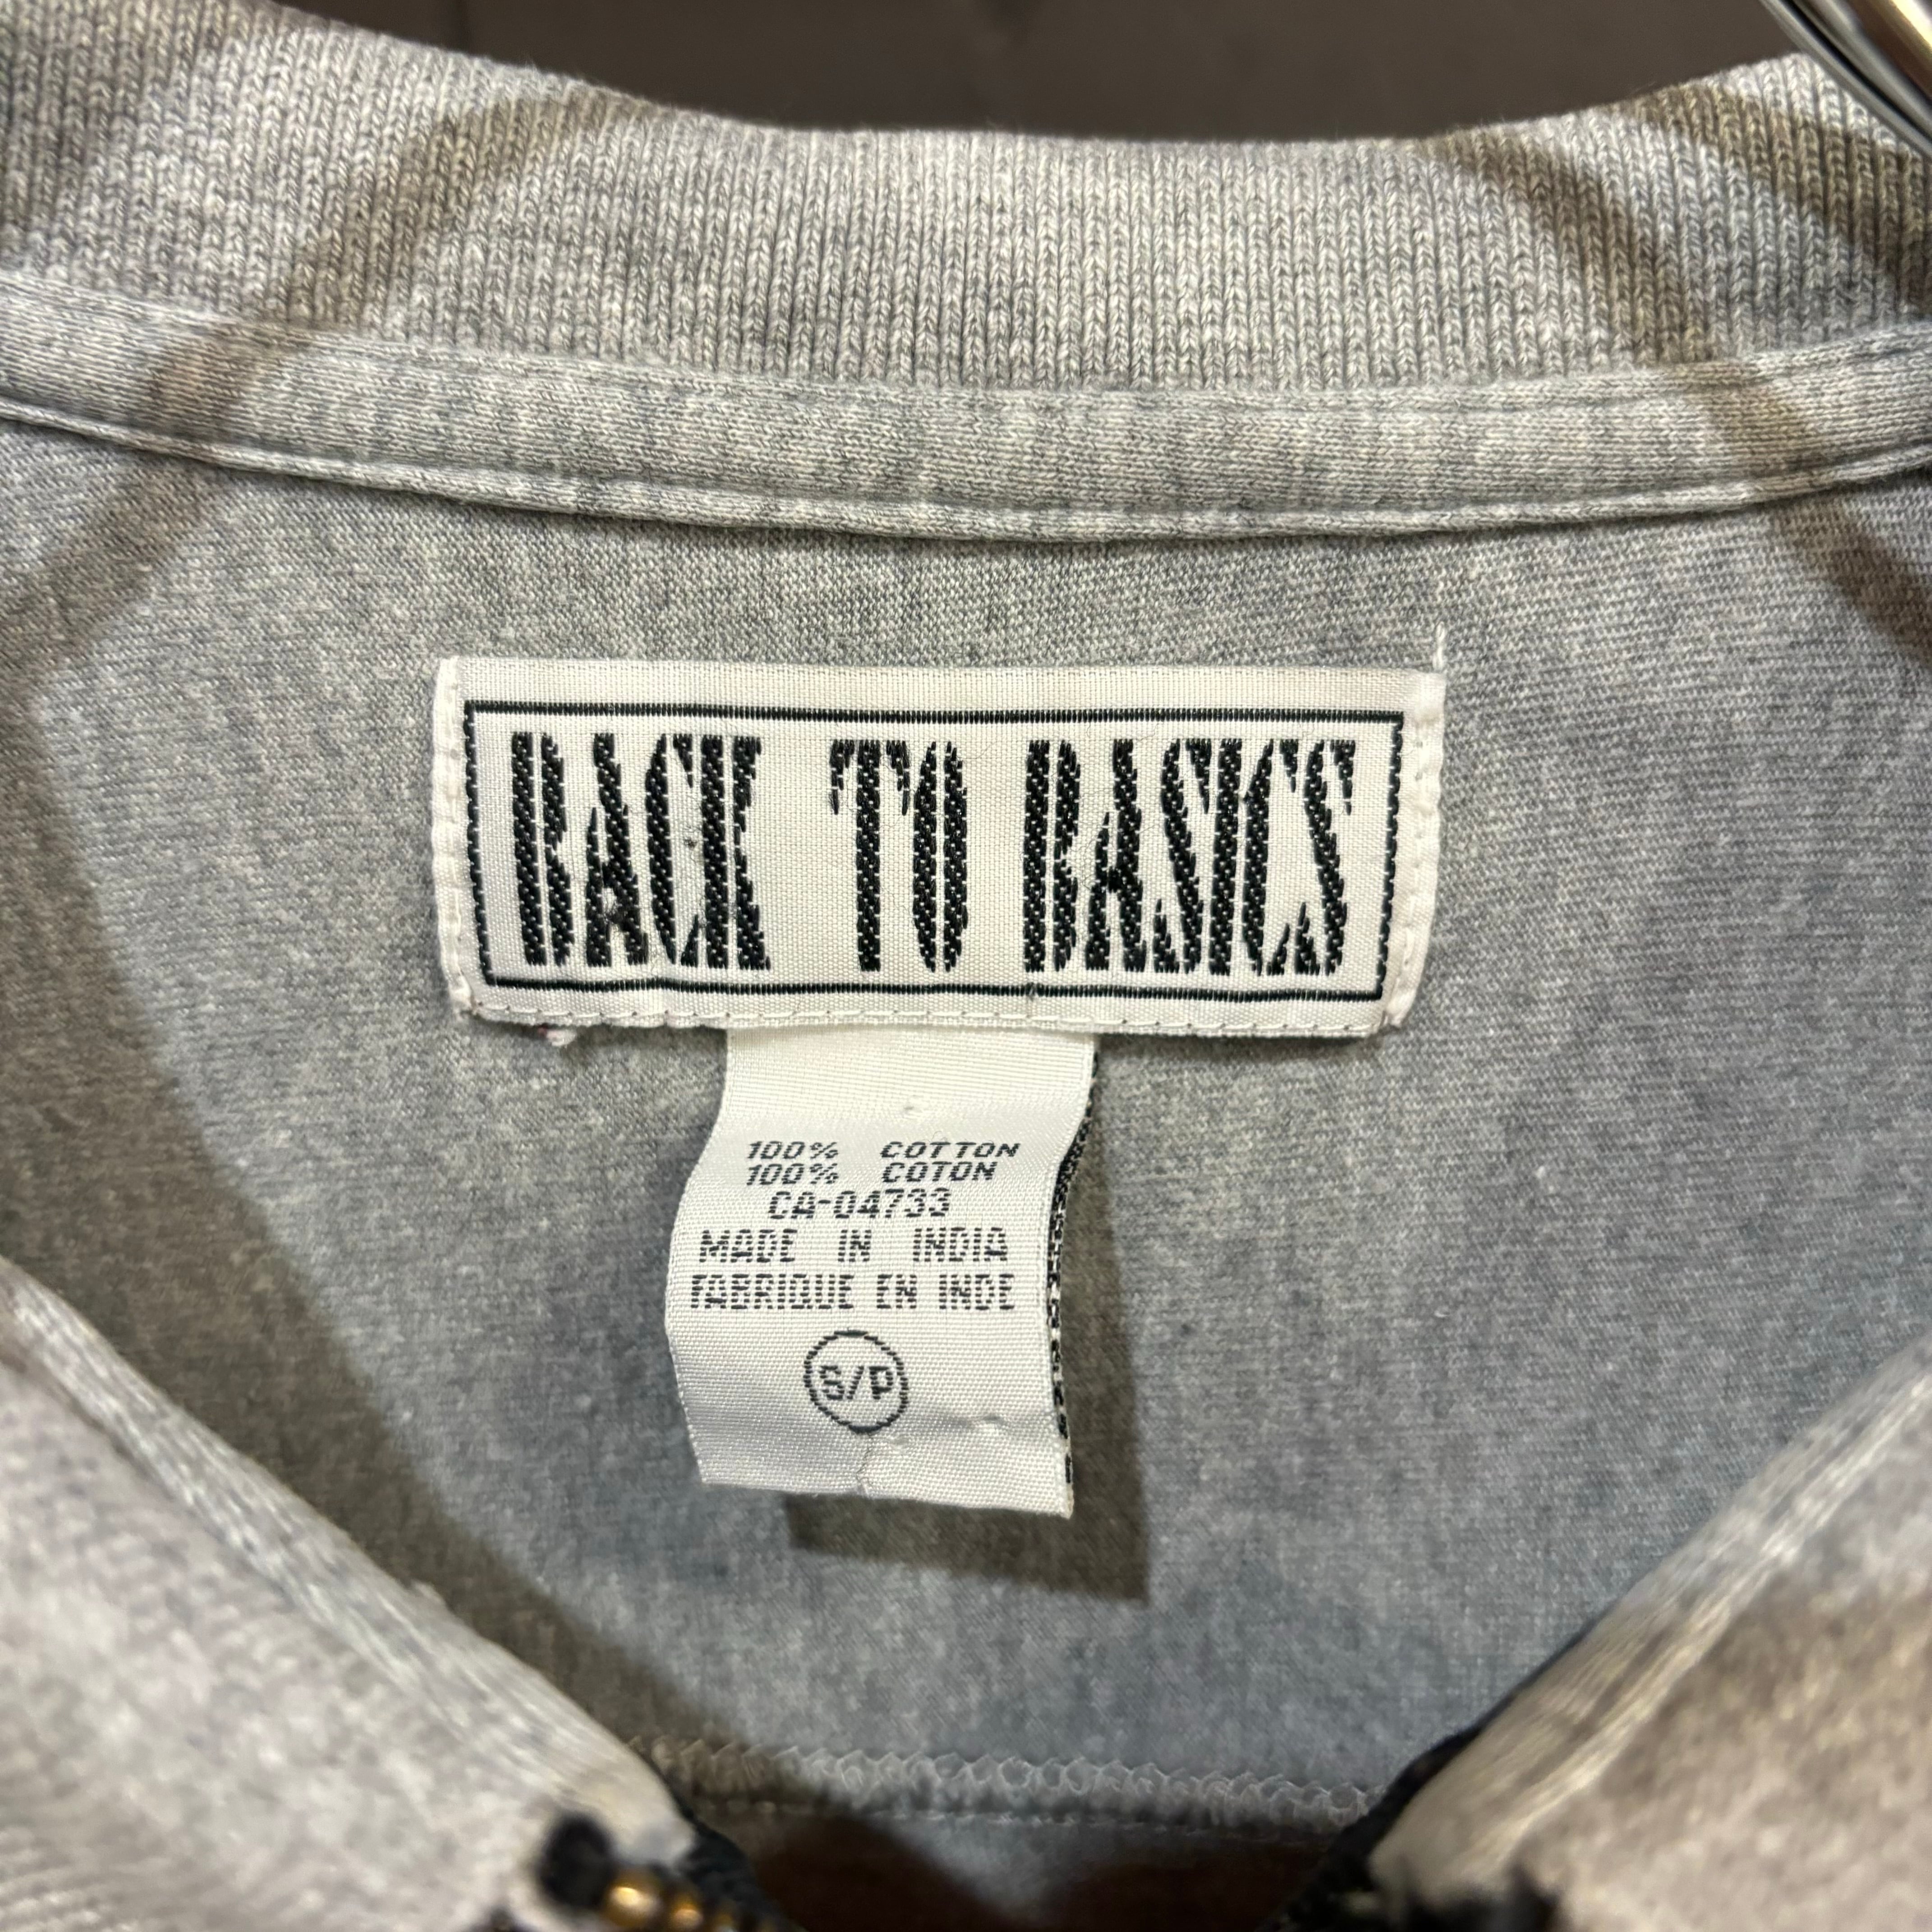 BACK TO BASICS
100% COTTON
100% COTON
CA-04733
MADE IN INDIA
FABRIQUE EN INDE
S/P